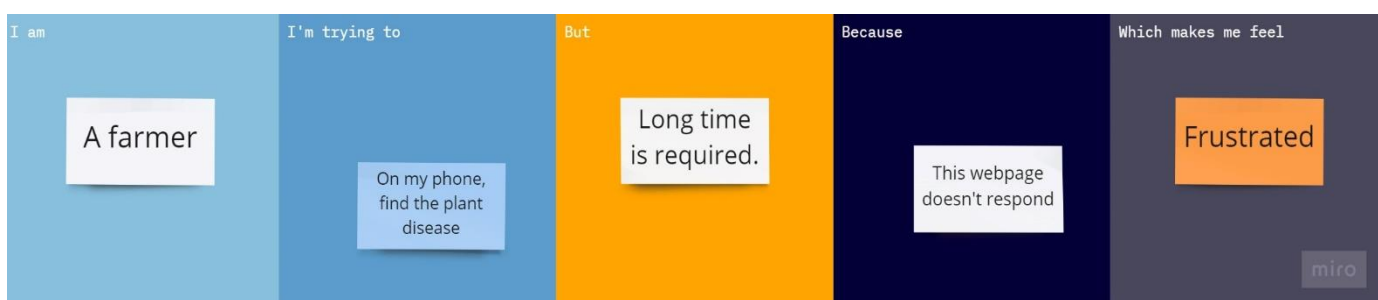 I am
A farmer
I'm trying to
On my phone,
find the plant
disease
But
Long time
is required.
Because
This webpage
doesn't respond
Which makes me feel
Frustrated
miro